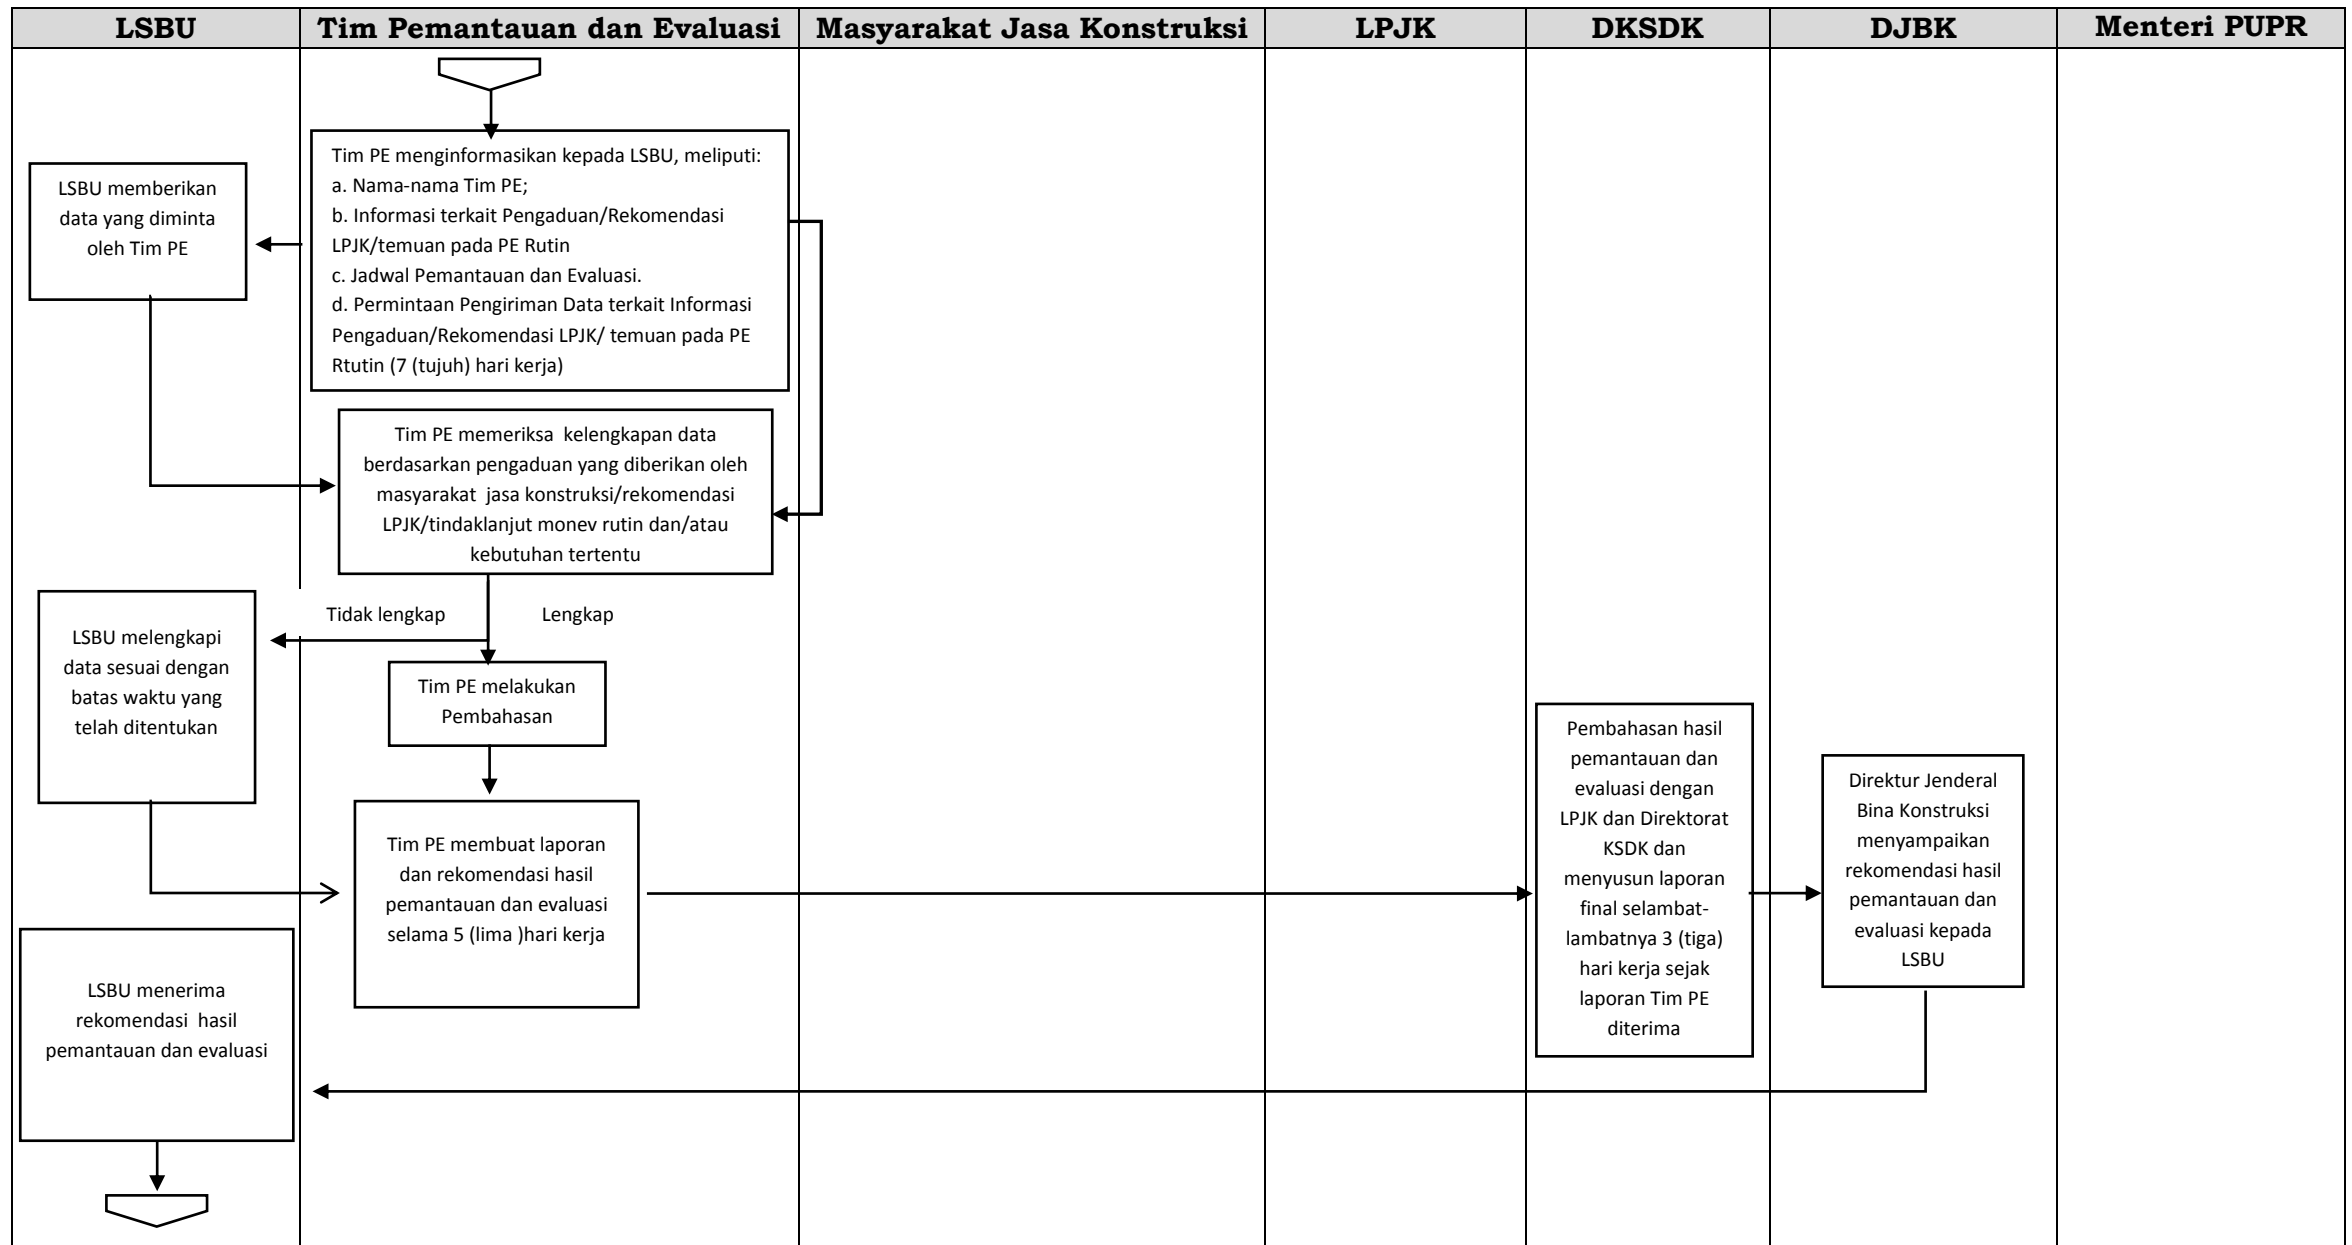 LSBU
Tim Pemantauan dan Evaluasi
Masyarakat Jasa Konstruksi
LPJK
DKSDK
DJBK
Menteri PUPR
Tim PE menginformasikan kepada LSBU, meliputi:
a. Nama-nama Tim PE;
b. Informasi terkait Pengaduan/Rekomendasi
LPJK/temuan pada PE Rutin
c. Jadwal Pemantauan dan Evaluasi.
d. Permintaan Pengiriman Data terkait Informasi
Pengaduan/Rekomendasi LPJK/ temuan pada PE
Rtutin (7 (tujuh) hari kerja)
LSBU memberikan
data yang diminta
oleh Tim PE
Tim PE memeriksa  kelengkapan data
berdasarkan pengaduan yang diberikan oleh
masyarakat  jasa konstruksi/rekomendasi
LPJK/tindaklanjut monev rutin dan/atau
kebutuhan tertentu
Tidak lengkap
Lengkap
LSBU melengkapi
data sesuai dengan
batas waktu yang
telah ditentukan
Tim PE melakukan
Pembahasan
Tim PE membuat laporan
dan rekomendasi hasil
pemantauan dan evaluasi
selama 5 (lima )hari kerja
Pembahasan hasil
pemantauan dan
evaluasi dengan
LPJK dan Direktorat
KSDK dan
menyusun laporan
final selambat-
lambatnya 3 (tiga)
hari kerja sejak
laporan Tim PE
diterima
Direktur Jenderal
Bina Konstruksi
menyampaikan
rekomendasi hasil
pemantauan dan
evaluasi kepada
LSBU
LSBU menerima
rekomendasi  hasil
pemantauan dan evaluasi